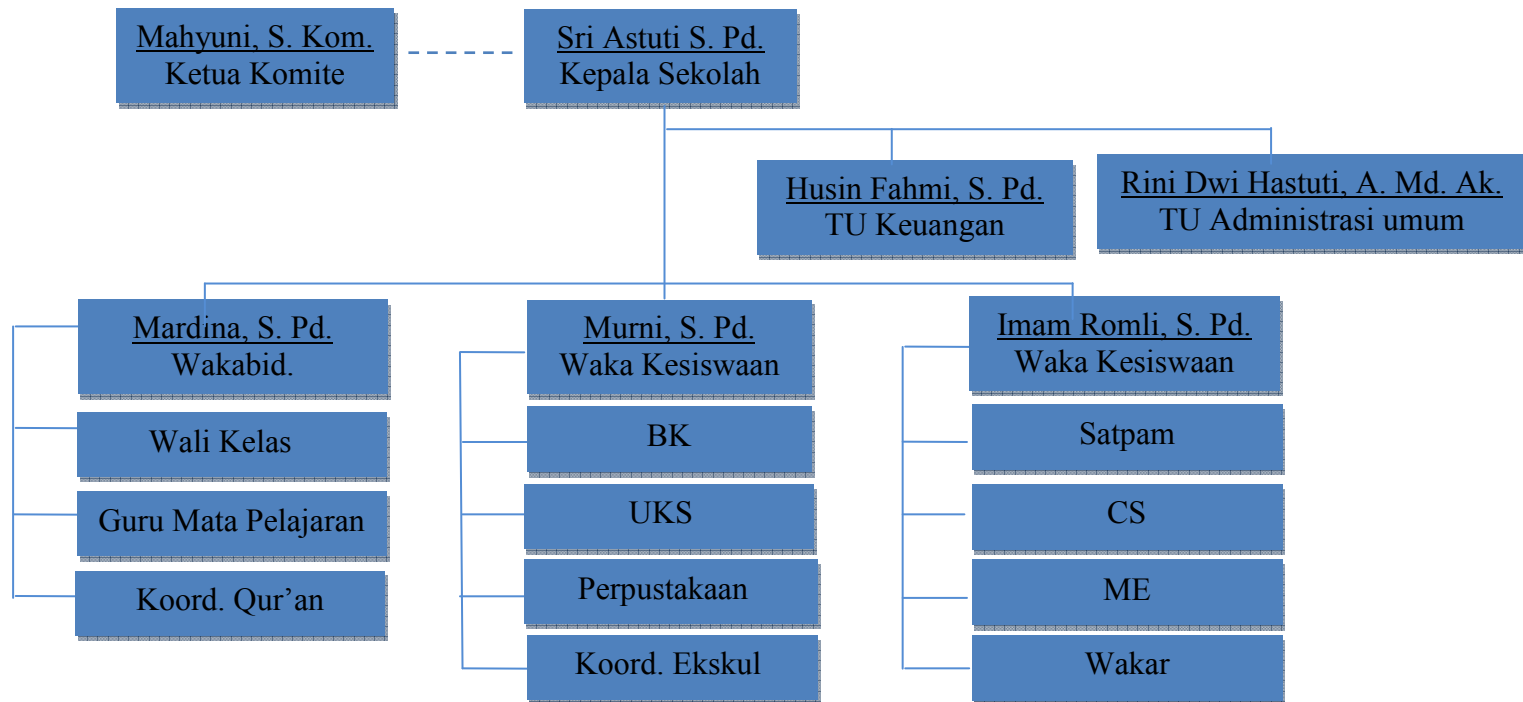 Mahyuni, S. Kom.
Ketua Komite
Sri Astuti S. Pd.
Kepala Sekolah
Husin Fahmi, S. Pd.
TU Keuangan
Rini Dwi Hastuti, A. Md. Ak.
TU Administrasi umum
Mardina, S. Pd.
Wakabid.
Wali Kelas
Guru Mata Pelajaran
Koord. Qur’an
Murni, S. Pd.
Waka Kesiswaan
BK
UKS
Perpustakaan
Koord. Ekskul
Imam Romli, S. Pd.
Waka Kesiswaan
Satpam
CS
ME
Wakar